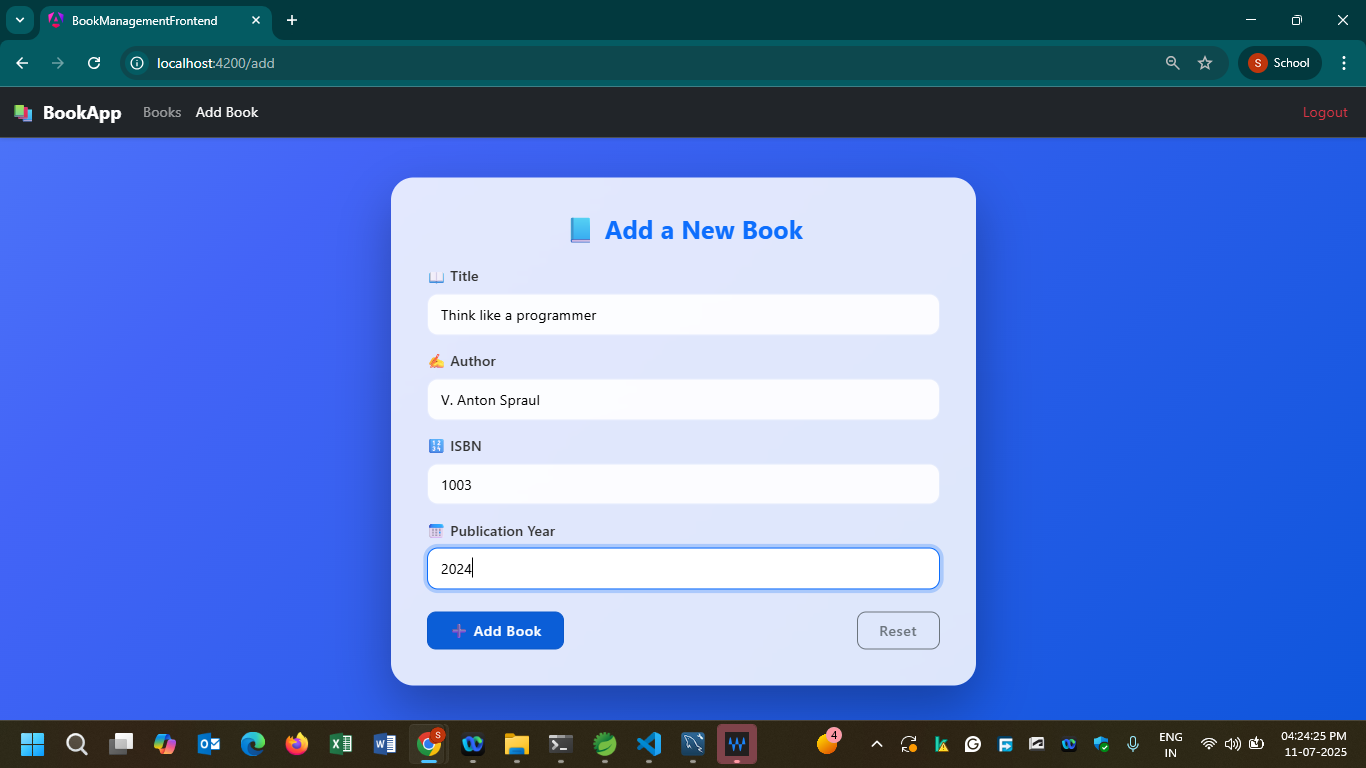 BookManagementFrontend
localhost:4200/add
S School
BookApp Books Add Book Logout
Add a New Book
Title
Think like a programmer
Author
V. Anton Spraul
ISBN
1003
Publication Year
2024
Add Book Reset
S
4
ENG
IN
04:24:25 PM
11-07-2025